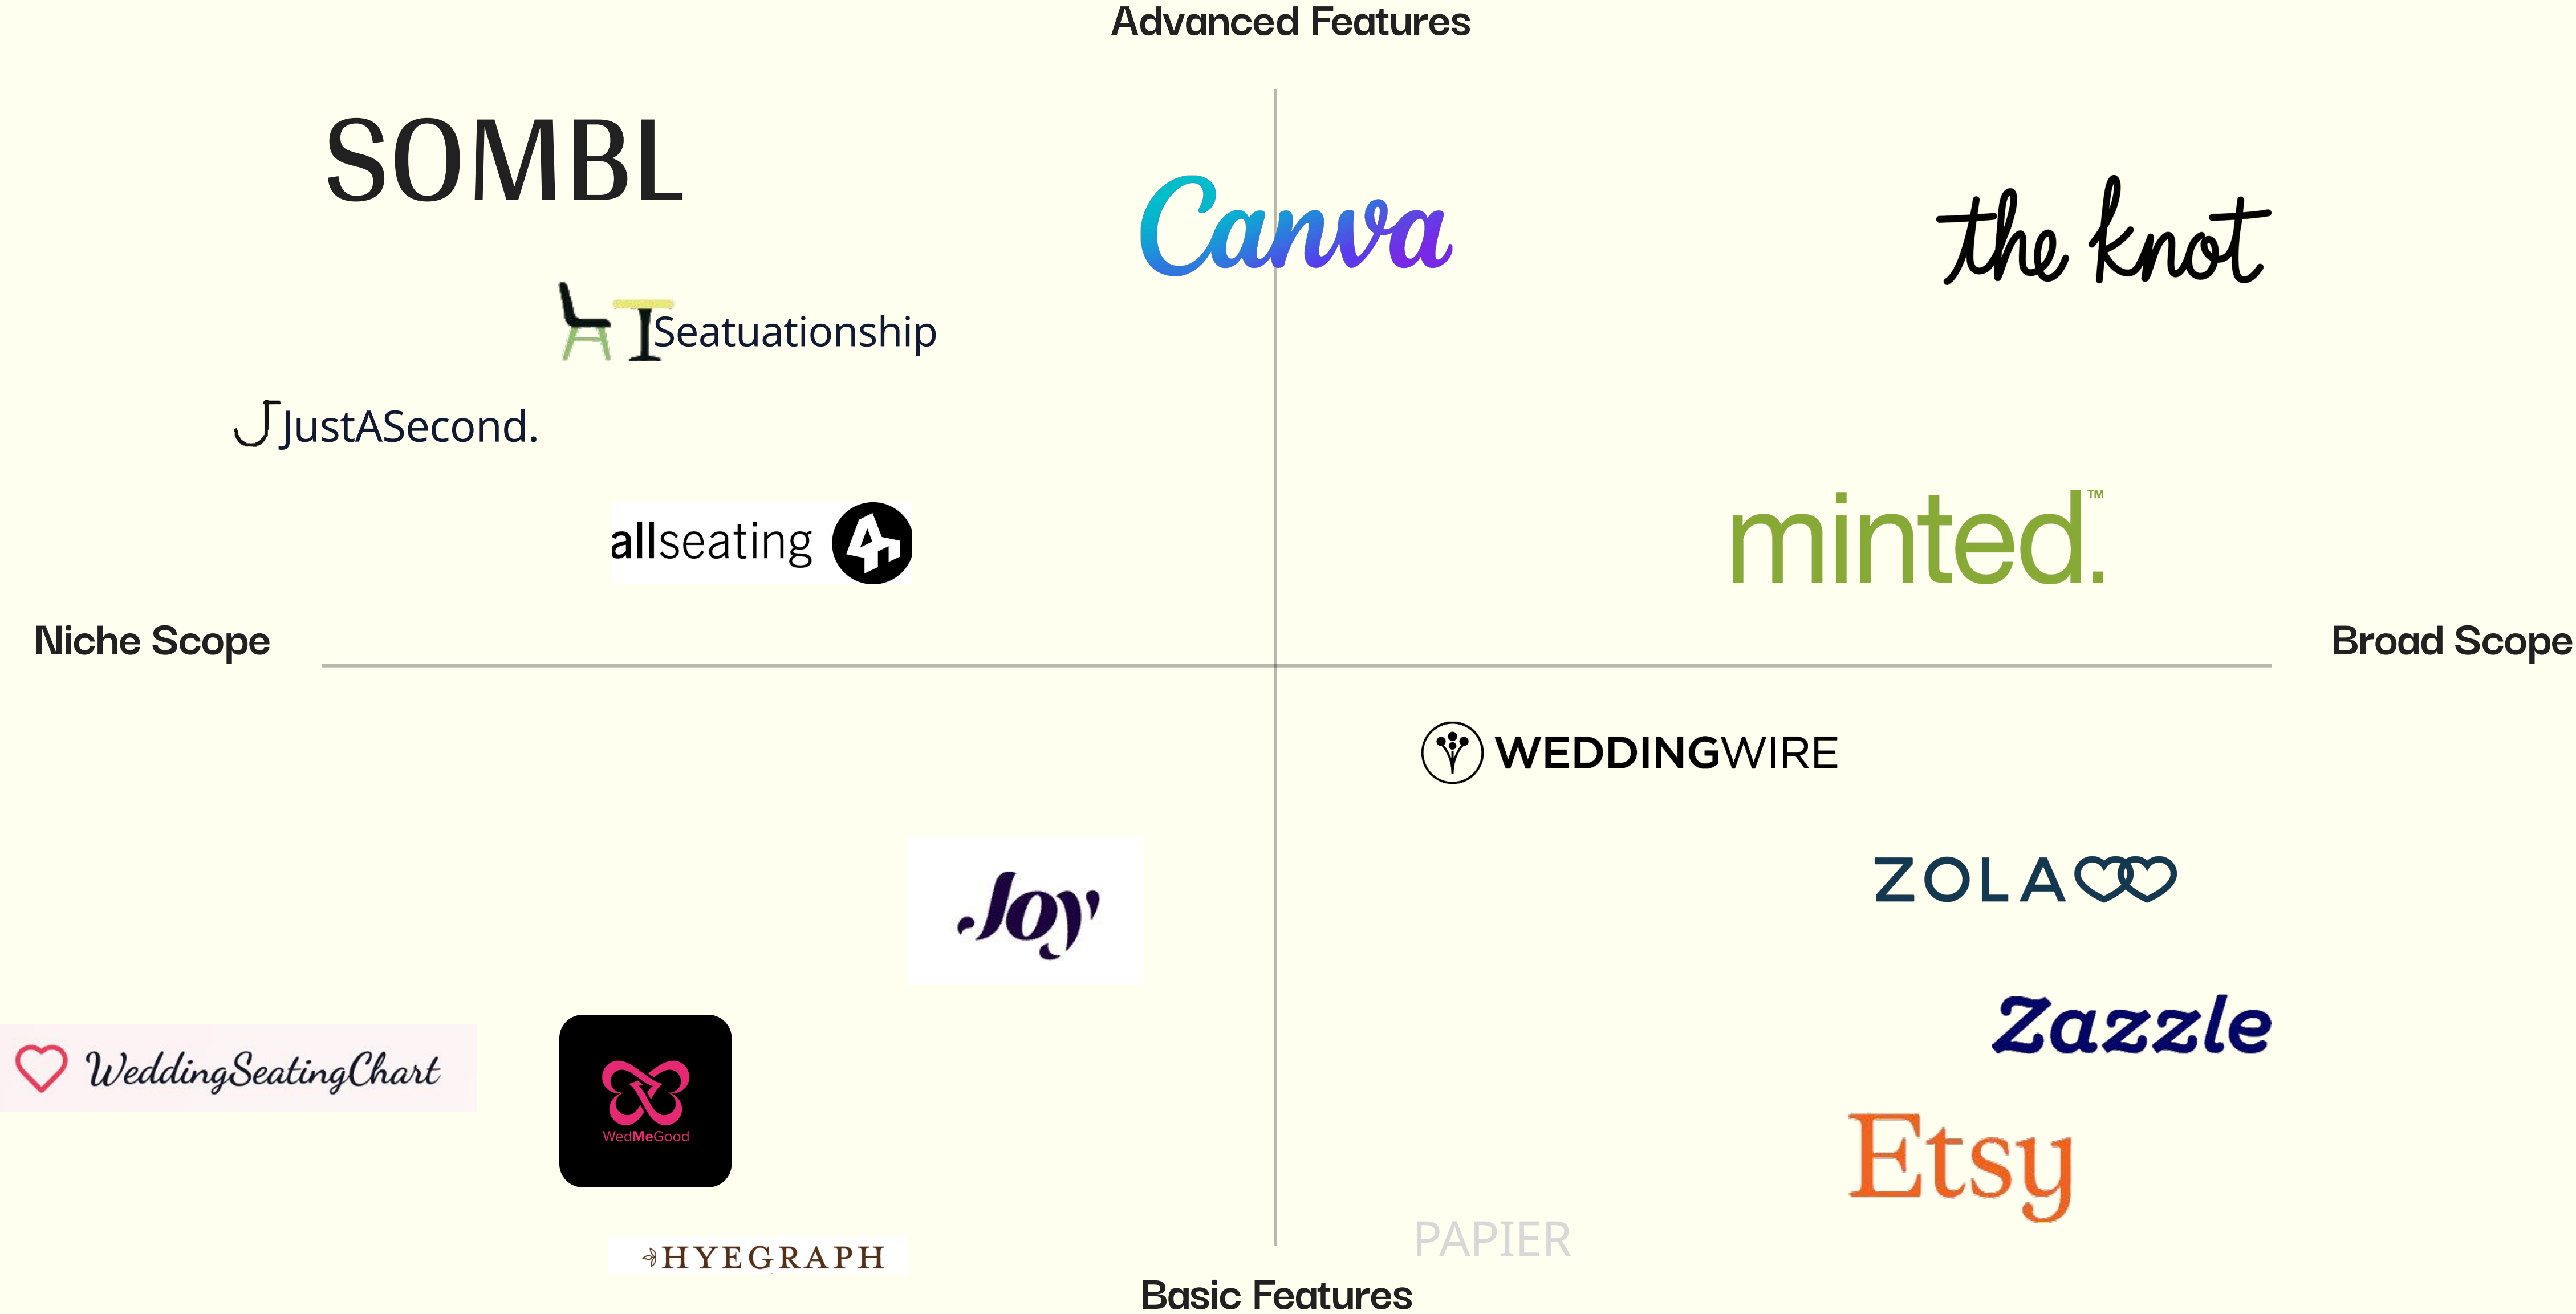 Advanced Features
SOMBL
Canva
the knot
Seatuationship
JustASecond.
allseating
minted.™
Niche Scope
Broad Scope
WEDDINGWIRE
ZOLA
Joy
Zazzle
WeddingSeatingChart
WedMeGood
Etsy
PAPIER
HYEGRAPH
Basic Features